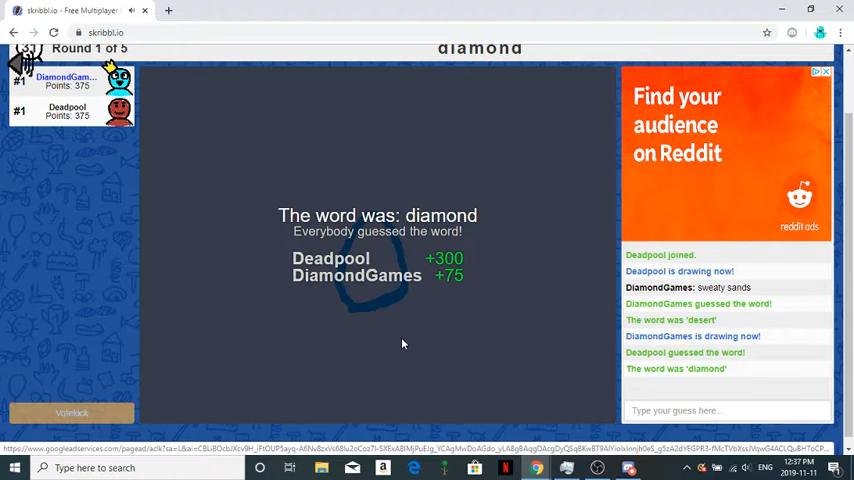 skribbl.io - Free Multiplayer
skribbl.io
Round 1 of 5
diamond
#1
DiamondGam...
Points: 375
#1
Deadpool
Points: 375
The word was: diamond
Everybody guessed the word!
Deadpool +300
DiamondGames +75
Votekick
Find your
audience
on Reddit
reddit ads
Deadpool joined.
Deadpool is drawing now!
DiamondGames: sweaty sands
DiamondGames guessed the word!
The word was 'desert'
DiamondGames is drawing now!
Deadpool guessed the word!
The word was 'diamond'
Type your guess here...
Type here to search
ENG
12:37 PM
2019-11-11